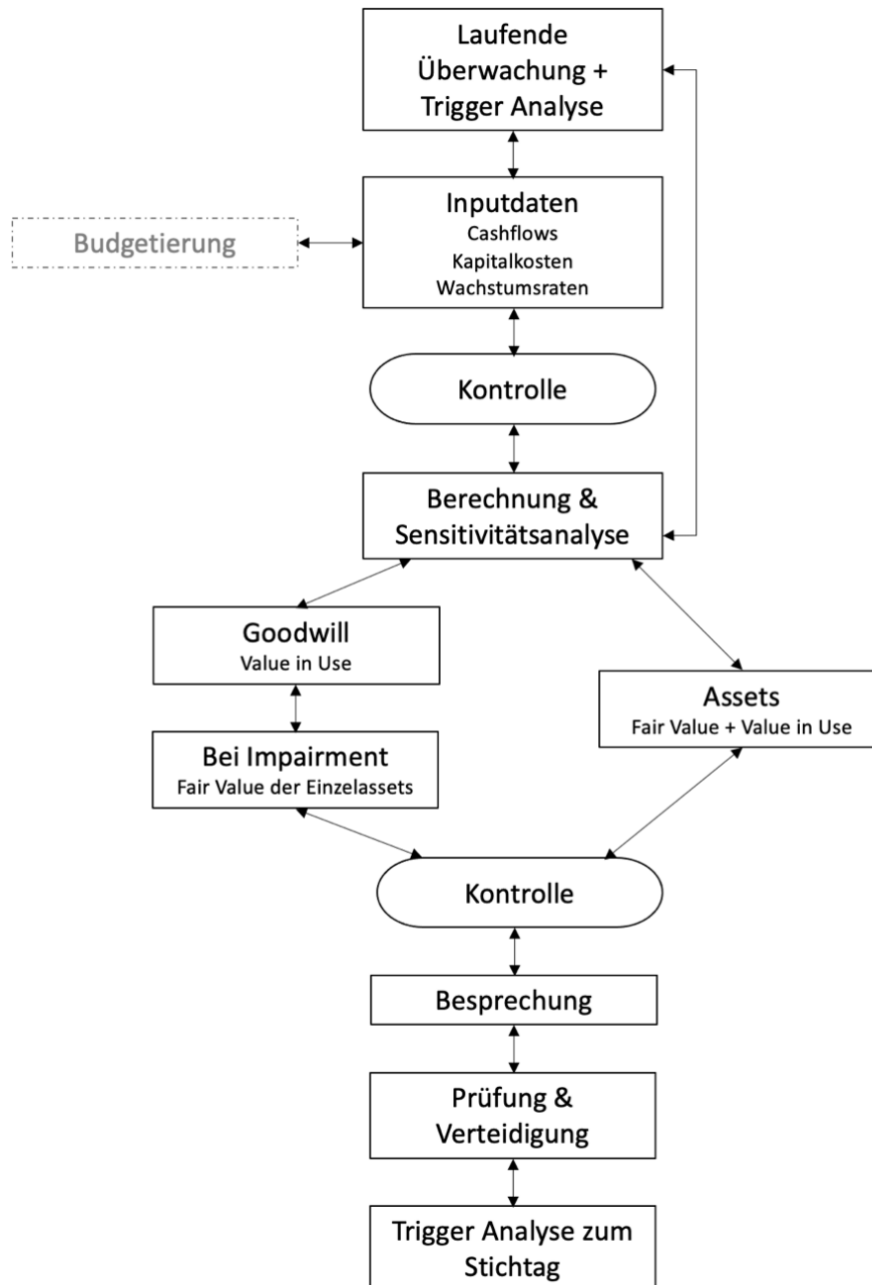 Laufende
Überwachung +
Trigger Analyse
Inputdaten
Cashflows
Kapitalkosten
Wachstumsraten
Budgetierung
Kontrolle
Berechnung &
Sensitivitätsanalyse
Goodwill
Value in Use
Assets
Fair Value + Value in Use
Bei Impairment
Fair Value der Einzelassets
Kontrolle
Besprechung
Prüfung &
Verteidigung
Trigger Analyse zum
Stichtag